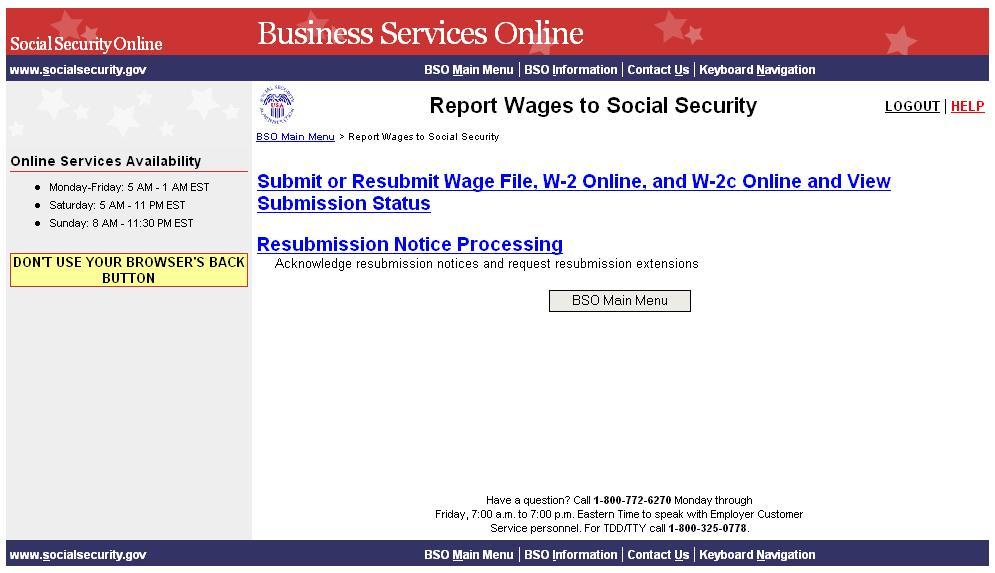 Social Security Online
Business Services Online
www.socialsecurity.gov
BSO Main Menu | BSO Information | Contact Us | Keyboard Navigation
USA
Report Wages to Social Security
LOGOUT | HELP
BSO Main Menu > Report Wages to Social Security
Online Services Availability
• Monday-Friday: 5 AM - 1 AM EST
• Saturday: 5 AM - 11 PM EST
• Sunday: 8 AM - 11:30 PM EST
DON'T USE YOUR BROWSER'S BACK
BUTTON
Submit or Resubmit Wage File, W-2 Online, and W-2c Online and View
Submission Status
Resubmission Notice Processing
Acknowledge resubmission notices and request resubmission extensions
BSO Main Menu
Have a question? Call 1-800-772-6270 Monday through
Friday, 7:00 a.m. to 7:00 p.m. Eastern Time to speak with Employer Customer
Service personnel. For TDD/TTY call 1-800-325-0778.
www.socialsecurity.gov
BSO Main Menu | BSO Information | Contact Us | Keyboard Navigation